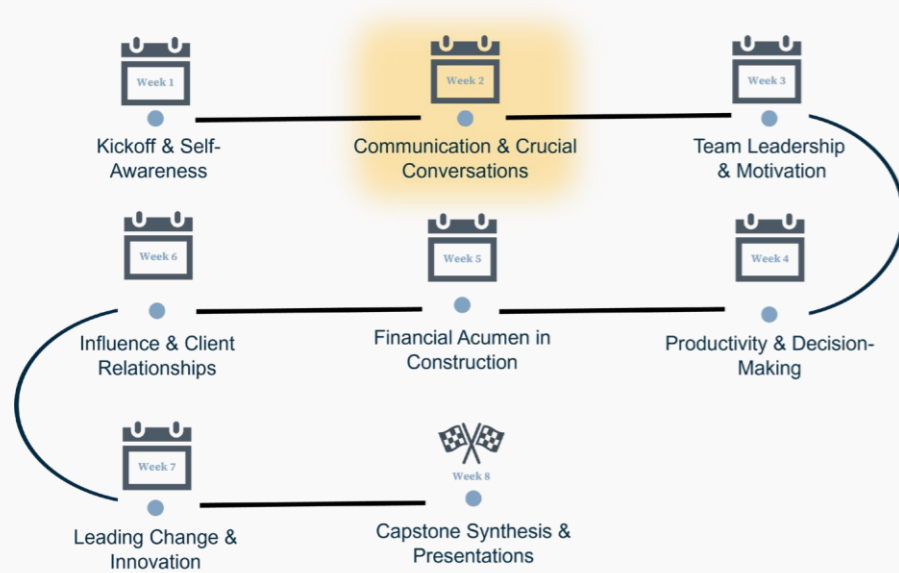 Week 1
Kickoff & Self-
Awareness
Week 2
Communication & Crucial
Conversations
Week 3
Team Leadership
& Motivation
Week 4
Productivity & Decision-
Making
Week 5
Financial Acumen in
Construction
Week 6
Influence & Client
Relationships
Week 7
Leading Change &
Innovation
Week 8
Capstone Synthesis &
Presentations